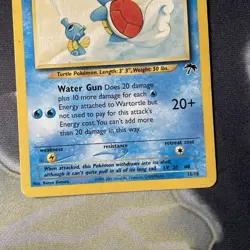 Turtle Pokémon. Length: 3' 3", Weight: 50 lbs.
Water Gun Does 20 damage
plus 10 more damage for each
Energy attached to Wartortle but
not used to pay for this attack's
Energy cost. You can't add more
than 20 damage in this way.
20+
weakness
resistance
retreat cost
When attacked, this Pokémon withdraws into its shell,
although it can't quite pull in all of its tail.
LV. 24